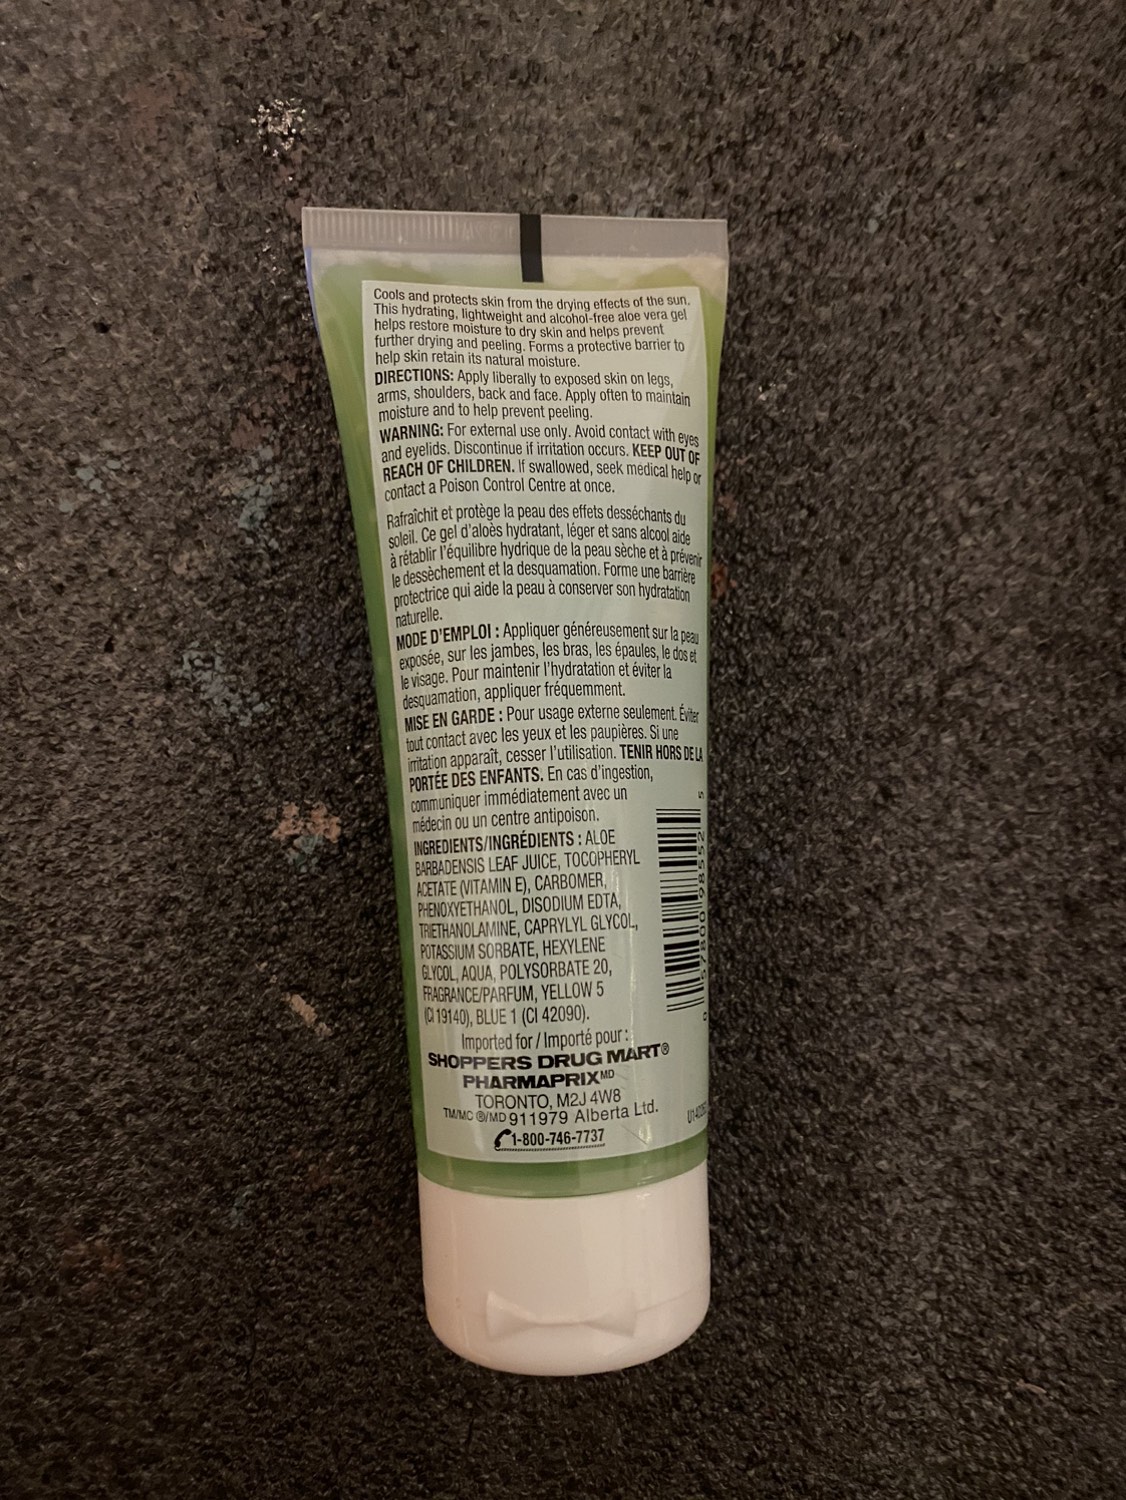 Cools and protects skin from the drying effects of the sun.
This hydrating, lightweight and alcohol-free aloe vera gel
helps restore moisture to dry skin and helps prevent
further drying and peeling. Forms a protective barrier to
help skin retain its natural moisture.
DIRECTIONS: Apply liberally to exposed skin on legs,
arms, shoulders, back and face. Apply often to maintain
moisture and to help prevent peeling.
WARNING: For external use only. Avoid contact with eyes
and eyelids. Discontinue if irritation occurs. KEEP OUT OF
REACH OF CHILDREN. If swallowed, seek medical help or
contact a Poison Control Centre at once.
Rafraîchit et protège la peau des effets desséchants du
soleil. Ce gel d'aloès hydratant, léger et sans alcool aide
à rétablir l'équilibre hydrique de la peau sèche et à prévenir
le dessèchement et la desquamation. Forme une barrière
protectrice qui aide la peau à conserver son hydratation
naturelle.
MODE D'EMPLOI : Appliquer généreusement sur la peau
exposée, sur les jambes, les bras, les épaules, le dos et
le visage. Pour maintenir l'hydratation et éviter la
desquamation, appliquer fréquemment.
MISE EN GARDE : Pour usage externe seulement. Éviter
tout contact avec les yeux et les paupières. Si une
irritation apparaît, cesser l'utilisation. TENIR HORS DE LA
PORTÉE DES ENFANTS. En cas d'ingestion,
communiquer immédiatement avec un
médecin ou un centre antipoison.
INGREDIENTS/INGRÉDIENTS : ALOE
BARBADENSIS LEAF JUICE, TOCOPHERYL
ACETATE (VITAMIN E), CARBOMER,
PHENOXYETHANOL, DISODIUM EDTA,
TRIETHANOLAMINE, CAPRYLYL GLYCOL,
POTASSIUM SORBATE, HEXYLENE
GLYCOL, AQUA, POLYSORBATE 20,
FRAGRANCE/PARFUM, YELLOW 5
(CI 19140), BLUE 1 (CI 42090).
Imported for / Importé pour :
SHOPPERS DRUG MART®
PHARMAPRIX MD
TORONTO, M2J 4W8
TM/MC ®/MD 911979 Alberta Ltd.
1-800-746-7737
0 57800 98552 5